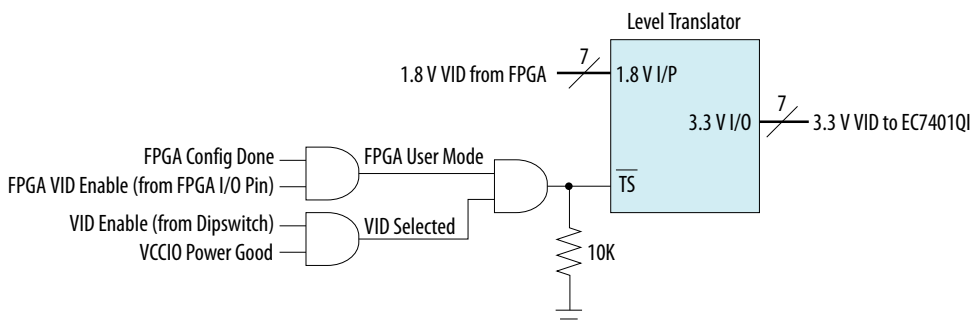 Level Translator
7
1.8 V VID from FPGA
1.8 V I/P
7
3.3 V I/O
3.3 V VID to EC7401QI
FPGA Config Done
FPGA User Mode
FPGA VID Enable (from FPGA I/O Pin)
TS
VID Enable (from Dipswitch)
VID Selected
VCCIO Power Good
10K